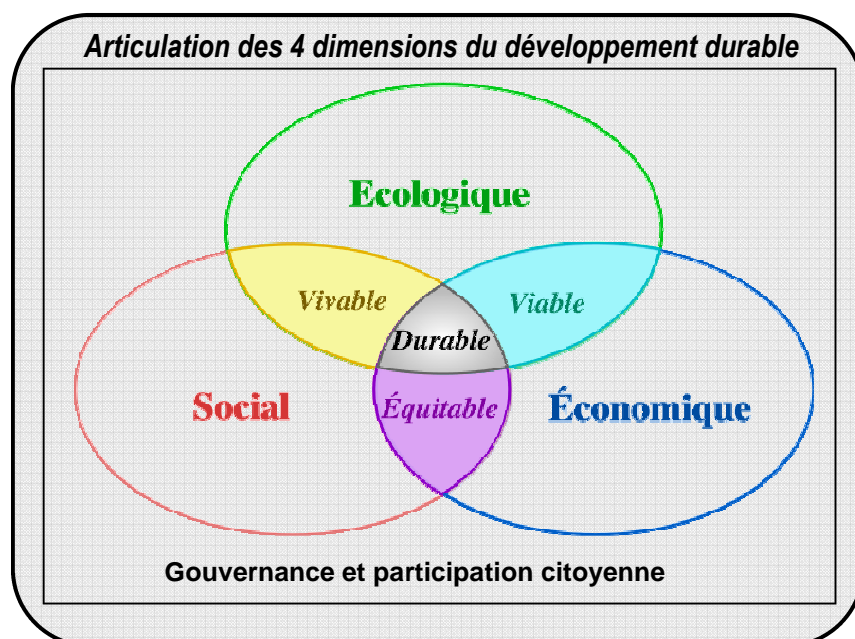 Articulation des 4 dimensions du développement durable
Ecologique
Vivable
Viable
Durable
Social
Équitable
Économique
Gouvernance et participation citoyenne